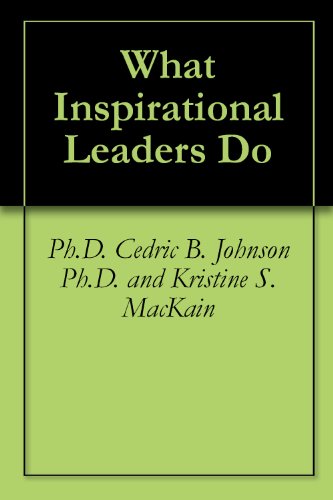 What
Inspirational
Leaders Do
Ph.D. Cedric B. Johnson
Ph.D. and Kristine S.
MacKain